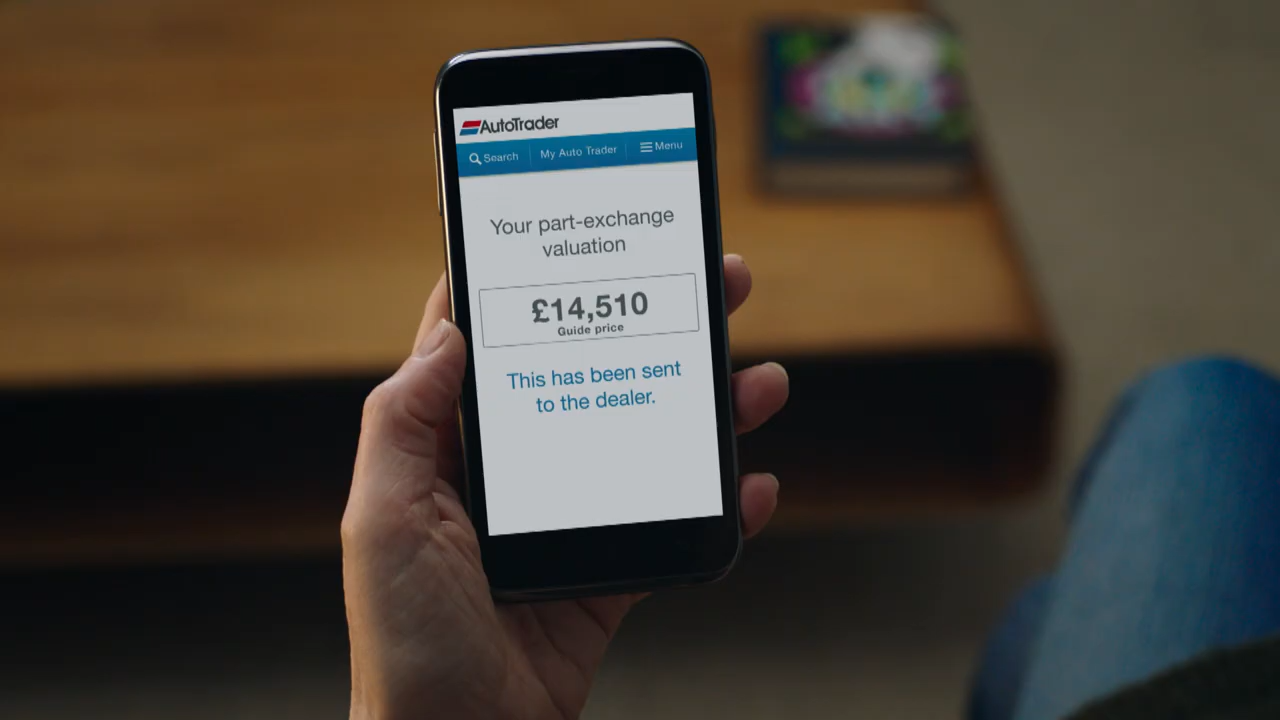 AutoTrader
Search My Auto Trader Menu
Your part-exchange
valuation
£14,510
Guide price
This has been sent
to the dealer.